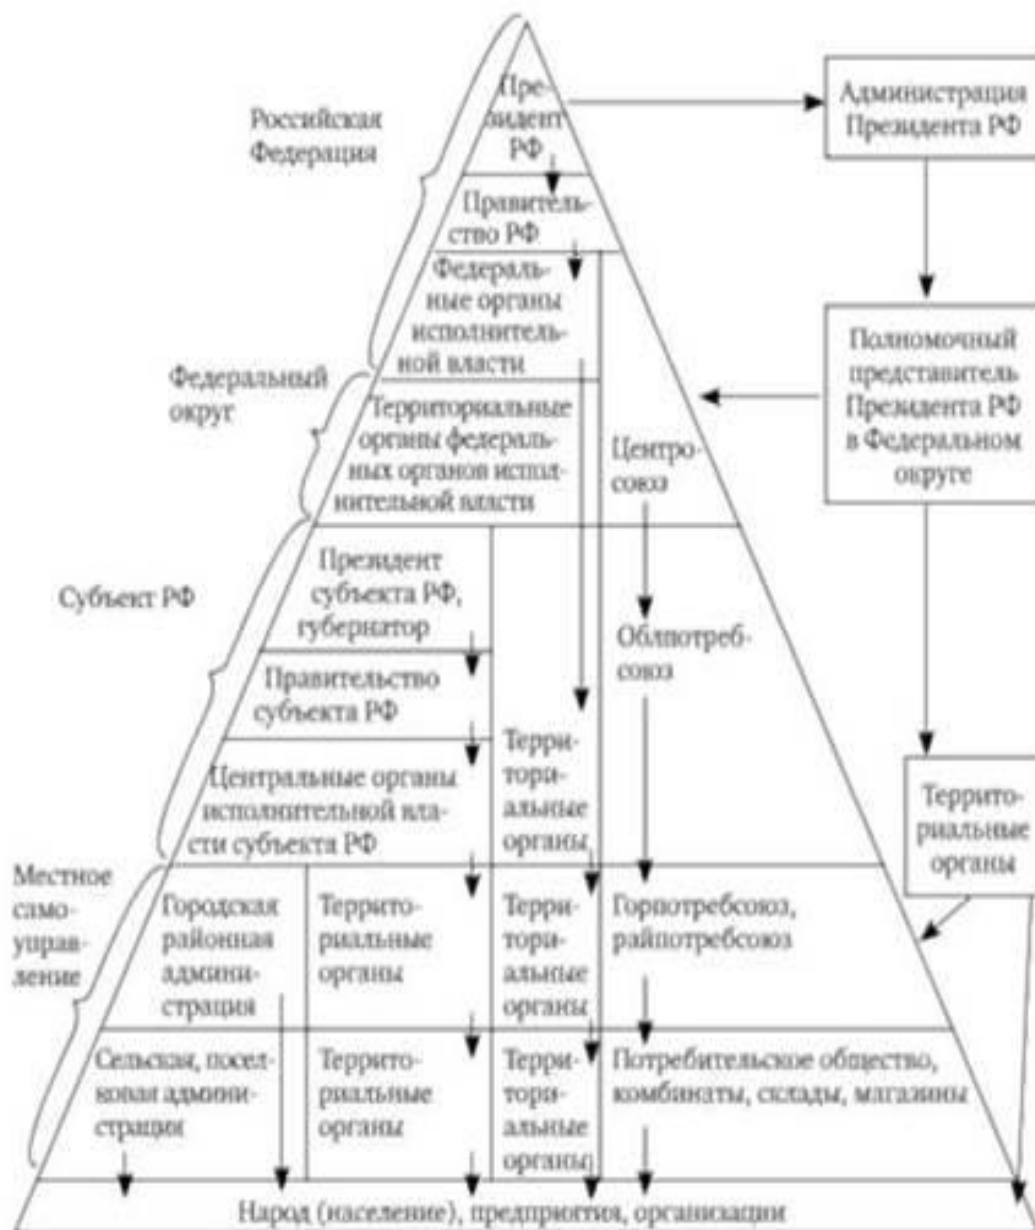 Пре-
зидент
РФ
Российская
Федерация
Администрация
Президента РФ
Правитель-
ство РФ
Федераль-
ные органы
исполнитель-
ной власти
Федеральный
округ
Полномочный
представитель
Президента РФ
в Федеральном
округе
Территориальные
органы федераль-
ных органов испол-
нительной власти
Центро-
союз
Субъект РФ
Президент
субъекта РФ,
губернатор
Облпотреб-
союз
Правительство
субъекта РФ
Центральные органы
исполнительной вла-
сти субъекта РФ
Терри-
тори-
альные
органы
Террито-
риальные
органы
Местное
само-
управ-
ление
Городская
районная
админи-
страция
Террито-
риальные
органы
Терри-
тори-
альные
органы
Горпотребсоюз,
райпотребсоюз
Сельская, посел-
ковая админи-
страция
Террито-
риальные
органы
Терри-
тори-
альные
органы
Потребительское общество,
комбинаты, склады, магазины
Народ (население), предприятия, организации